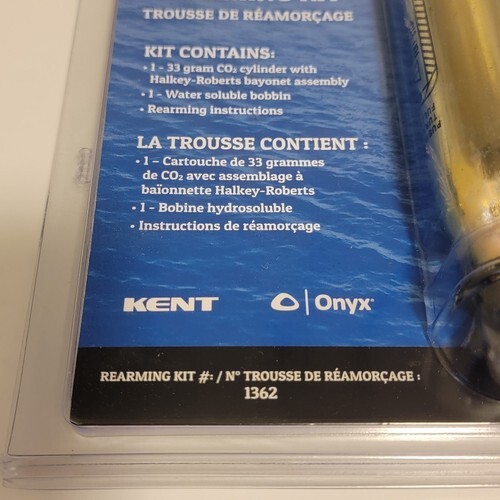 TROUSSE DE RÉAMORÇAGE
KIT CONTAINS:
• 1 - 33 gram CO₂ cylinder with
Halkey-Roberts bayonet assembly
• 1 - Water soluble bobbin
• Rearming instructions
LA TROUSSE CONTIENT :
• 1 – Cartouche de 33 grammes
de CO₂ avec assemblage à
baïonnette Halkey-Roberts
• 1 - Bobine hydrosoluble
• Instructions de réamorçage
KENT
Onyx
REARMING KIT #: / N° TROUSSE DE RÉAMORÇAGE :
1362